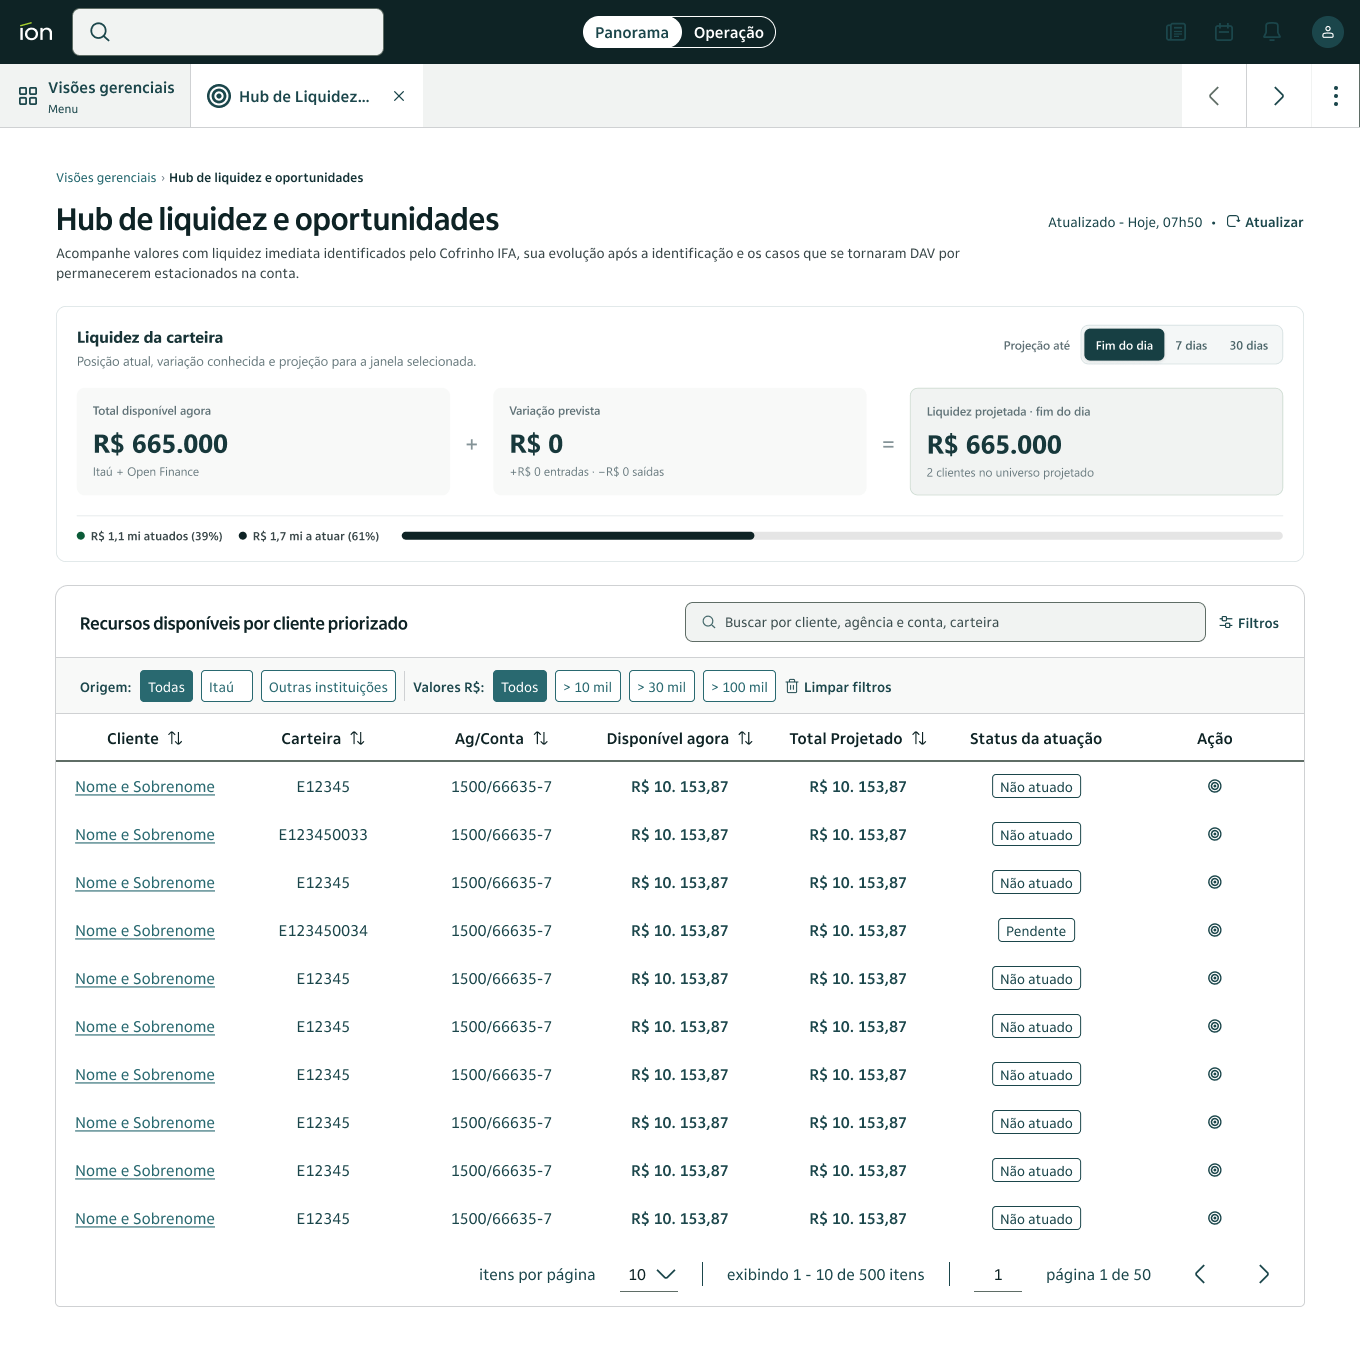 íon
Panorama Operação
Visões gerenciais
Menu
Hub de Liquidez...
Visões gerenciais › Hub de liquidez e oportunidades
Hub de liquidez e oportunidades
Atualizado - Hoje, 07h50 • Atualizar
Acompanhe valores com liquidez imediata identificados pelo Cofrinho IFA, sua evolução após a identificação e os casos que se tornaram DAV por
permanecerem estacionados na conta.
Liquidez da carteira
Posição atual, variação conhecida e projeção para a janela selecionada.
Projeção até Fim do dia 7 dias 30 dias
Total disponível agora
R$ 665.000
Itaú + Open Finance
+
Variação prevista
R$ 0
+R$ 0 entradas · −R$ 0 saídas
=
Liquidez projetada · fim do dia
R$ 665.000
2 clientes no universo projetado
R$ 1,1 mi atuados (39%) R$ 1,7 mi a atuar (61%)
Recursos disponíveis por cliente priorizado
Buscar por cliente, agência e conta, carteira
Filtros
Origem: Todas Itaú Outras instituições Valores R$: Todos > 10 mil > 30 mil > 100 mil Limpar filtros
Cliente Carteira Ag/Conta Disponível agora Total Projetado Status da atuação Ação
Nome e Sobrenome E12345 1500/66635-7 R$ 10. 153,87 R$ 10. 153,87 Não atuado
Nome e Sobrenome E123450033 1500/66635-7 R$ 10. 153,87 R$ 10. 153,87 Não atuado
Nome e Sobrenome E12345 1500/66635-7 R$ 10. 153,87 R$ 10. 153,87 Não atuado
Nome e Sobrenome E123450034 1500/66635-7 R$ 10. 153,87 R$ 10. 153,87 Pendente
Nome e Sobrenome E12345 1500/66635-7 R$ 10. 153,87 R$ 10. 153,87 Não atuado
Nome e Sobrenome E12345 1500/66635-7 R$ 10. 153,87 R$ 10. 153,87 Não atuado
Nome e Sobrenome E12345 1500/66635-7 R$ 10. 153,87 R$ 10. 153,87 Não atuado
Nome e Sobrenome E12345 1500/66635-7 R$ 10. 153,87 R$ 10. 153,87 Não atuado
Nome e Sobrenome E12345 1500/66635-7 R$ 10. 153,87 R$ 10. 153,87 Não atuado
Nome e Sobrenome E12345 1500/66635-7 R$ 10. 153,87 R$ 10. 153,87 Não atuado
itens por página 10 exibindo 1 - 10 de 500 itens 1 página 1 de 50